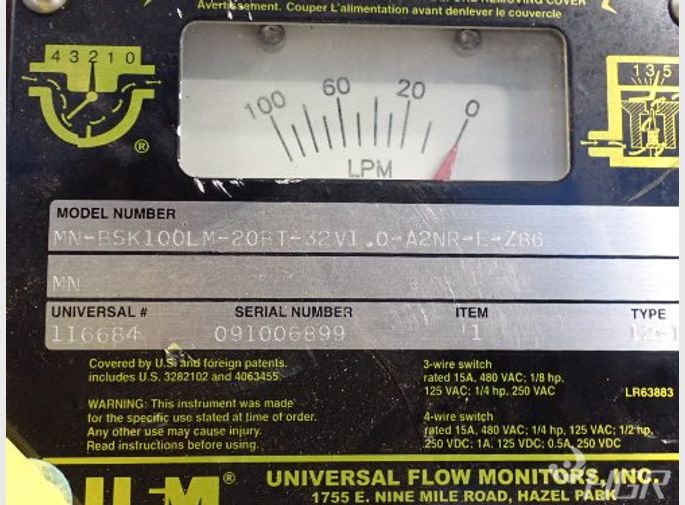 Avertissement. Couper L'alimentation avant denlever le couvercle
4 3 2 1 0
1 3 5
100 60 20 0
LPM
®
MODEL NUMBER
MN-BSK100LM-20BT-32V1.0-A2NR-E-Z86
MN
UNIVERSAL # SERIAL NUMBER ITEM TYPE
116684 091006899 1 12-1
Covered by U.S. and foreign patents.
includes U.S. 3282102 and 4063455.
WARNING: This instrument was made
for the specific use stated at time of order.
Any other use may cause injury.
Read instructions before using.
3-wire switch
rated 15A, 480 VAC; 1/8 hp,
125 VAC; 1/4 hp, 250 VAC
LR63883
4-wire switch
rated 15A, 480 VAC; 1/4 hp, 125 VAC; 1/2 hp,
250 VDC; 1A, 125 VDC; 0.5A, 250 VDC
UFM®
UNIVERSAL FLOW MONITORS, INC.
1755 E. NINE MILE ROAD, HAZEL PARK
HGR